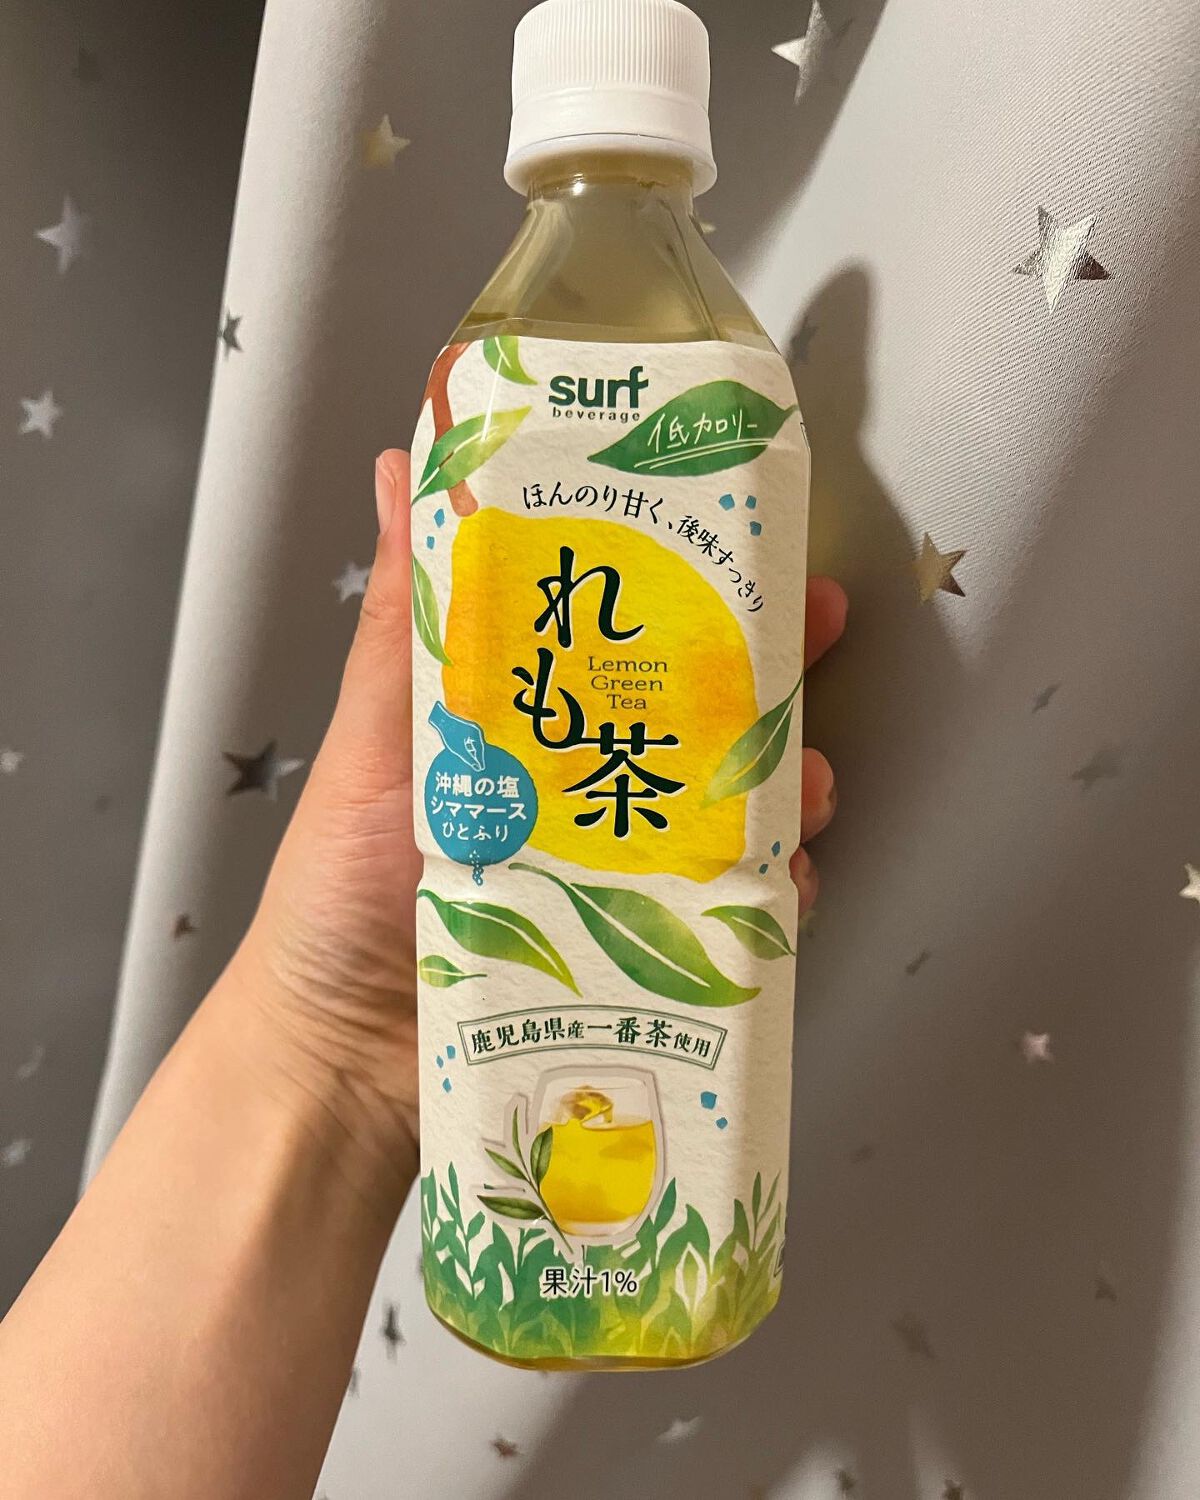 surf
beverage
低カロリー
ほんのり甘く、後味すっきり
れも茶
Lemon
Green
Tea
沖縄の塩
シママース
ひとふり
鹿児島県産一番茶使用
果汁1%